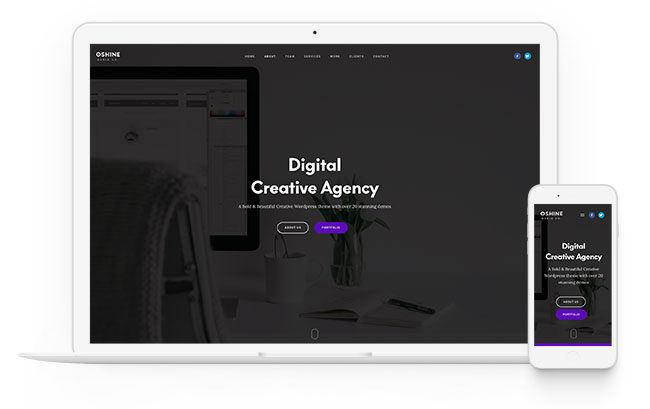 OSHINE
MEDIA CO.
HOME ABOUT TEAM SERVICES WORK CLIENTS CONTACT
Digital
Creative Agency
A Bold & Beautiful Creative Wordpress theme with over 20 stunning demos
ABOUT US PORTFOLIO
OSHINE
MEDIA CO.
Digital
Creative Agency
A Bold & Beautiful Creative
Wordpress theme with over 20
stunning demos
ABOUT US
PORTFOLIO